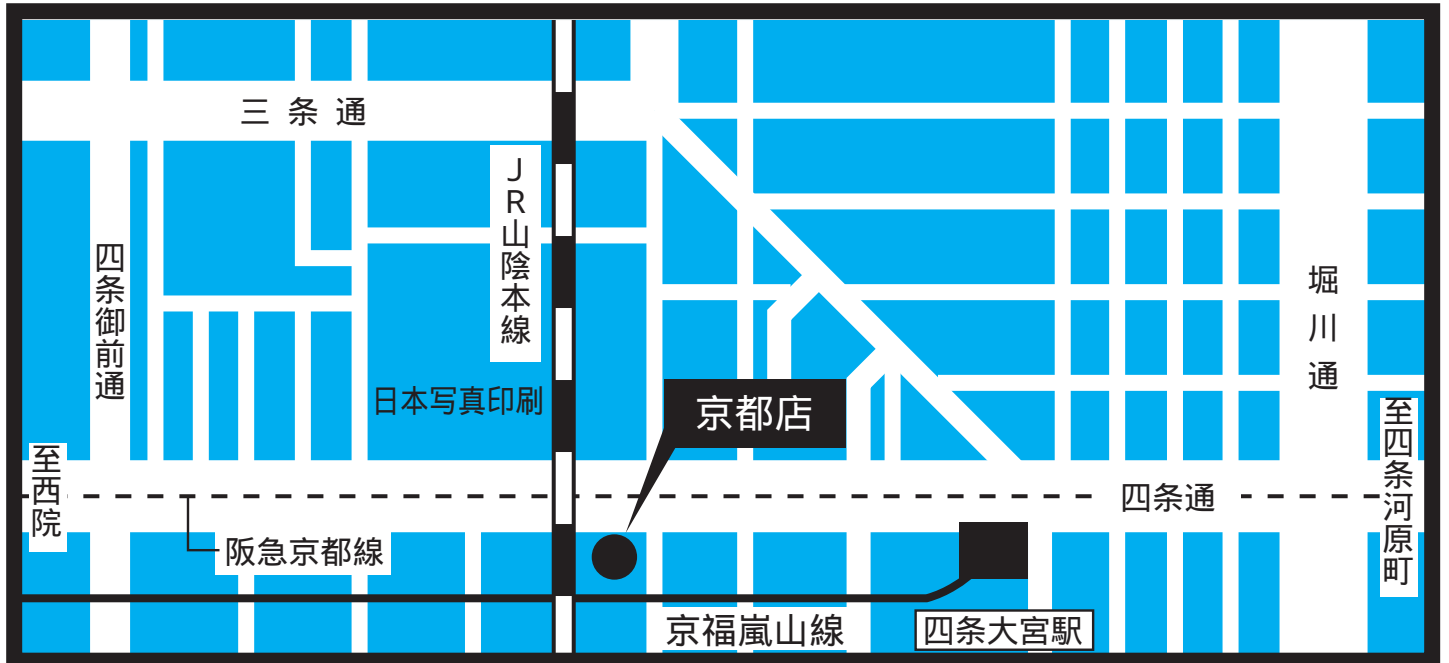 三条通
JR山陰本線
四条御前通
堀川通
日本写真印刷
京都店
至四条河原町
至西院
四条通
阪急京都線
京福嵐山線
四条大宮駅